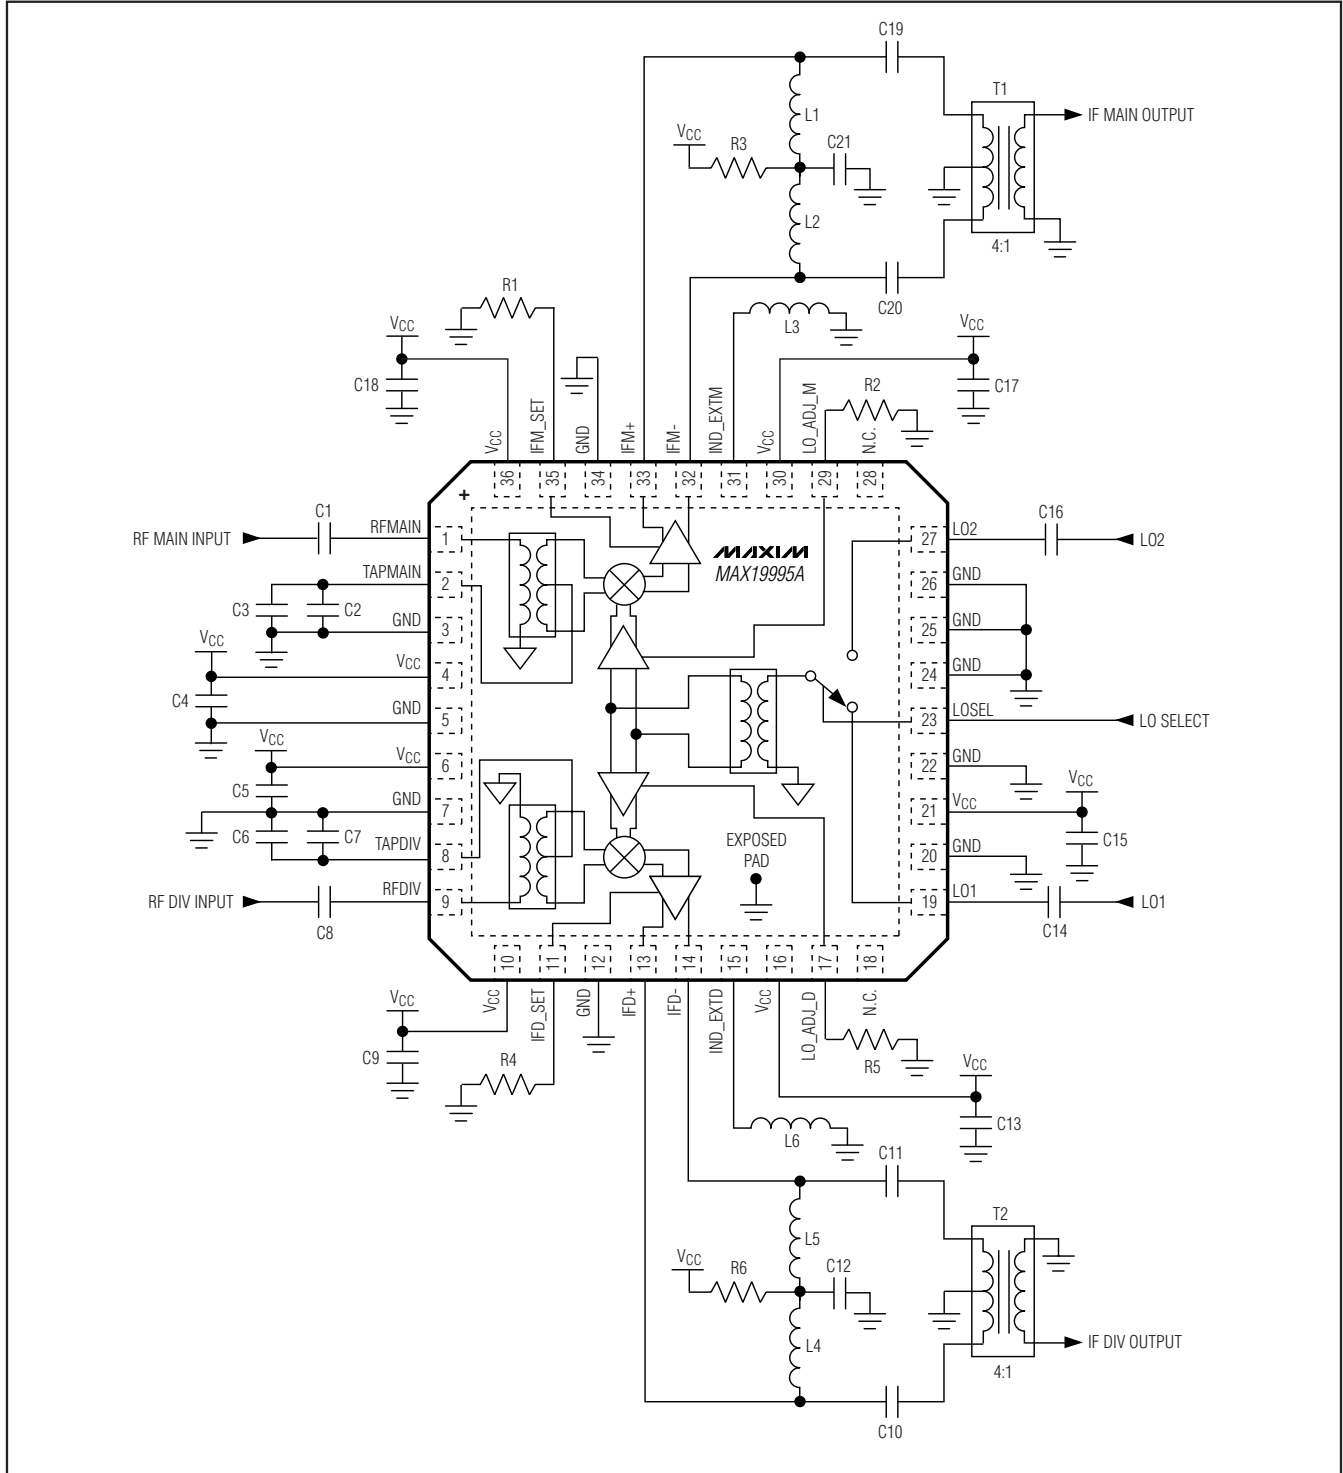 C19
T1
IF MAIN OUTPUT
L1
VCC
R3
C21
L2
4:1
C20
R1
L3
VCC
VCC
C18
C17
R2
VCC
IFM_SET
GND
IFM+
IFM-
IND_EXTM
VCC
LO_ADJ_M
N.C.
36
35
34
33
32
31
30
29
28
+
C1
RFMAIN
RF MAIN INPUT
1
MAXIM
MAX19995A
27
LO2
C16
LO2
TAPMAIN
2
26
GND
C3
C2
GND
3
25
GND
VCC
VCC
4
24
GND
C4
GND
5
23
LOSEL
LO SELECT
VCC
VCC
6
22
GND
C5
GND
7
21
VCC
VCC
C6
C7
TAPDIV
8
EXPOSED
PAD
20
GND
C15
RF DIV INPUT
RFDIV
9
19
LO1
LO1
C8
C14
10
11
12
13
14
15
16
17
18
VCC
IFD_SET
GND
IFD+
IFD-
IND_EXTD
VCC
LO_ADJ_D
N.C.
VCC
C9
R4
R5
VCC
C13
L6
C11
T2
L5
VCC
R6
C12
L4
IF DIV OUTPUT
4:1
C10